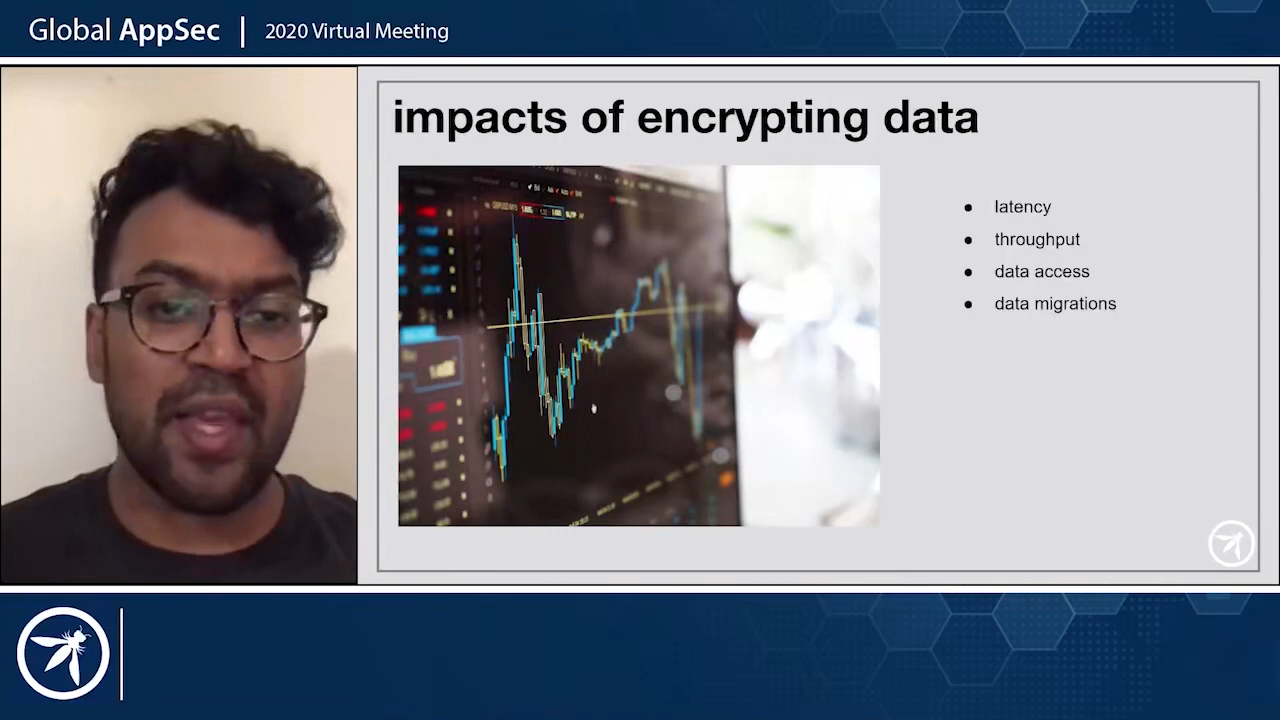 Global AppSec | 2020 Virtual Meeting
impacts of encrypting data
● latency
● throughput
● data access
● data migrations